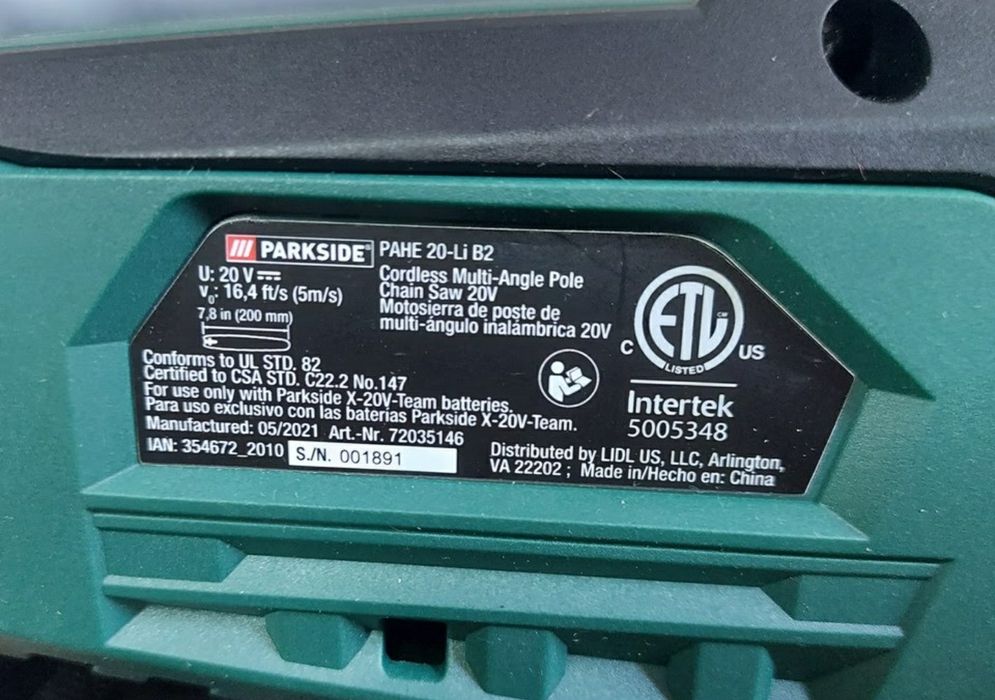 PARKSIDE® PAHE 20-Li B2
U: 20 V
v₀: 16,4 ft/s (5m/s)
7,8 in (200 mm)
Cordless Multi-Angle Pole
Chain Saw 20V
Motosierra de poste de
multi-ángulo inalámbrica 20V
Conforms to UL STD. 82
Certified to CSA STD. C22.2 No.147
For use only with Parkside X-20V-Team batteries.
Para uso exclusivo con las baterías Parkside X-20V-Team.
Manufactured: 05/2021 Art.-Nr. 72035146
IAN: 354672_2010 S./N. 001891
C ETL CM US
LISTED
Intertek
5005348
Distributed by LIDL US, LLC, Arlington,
VA 22202 ; Made in/Hecho en: China